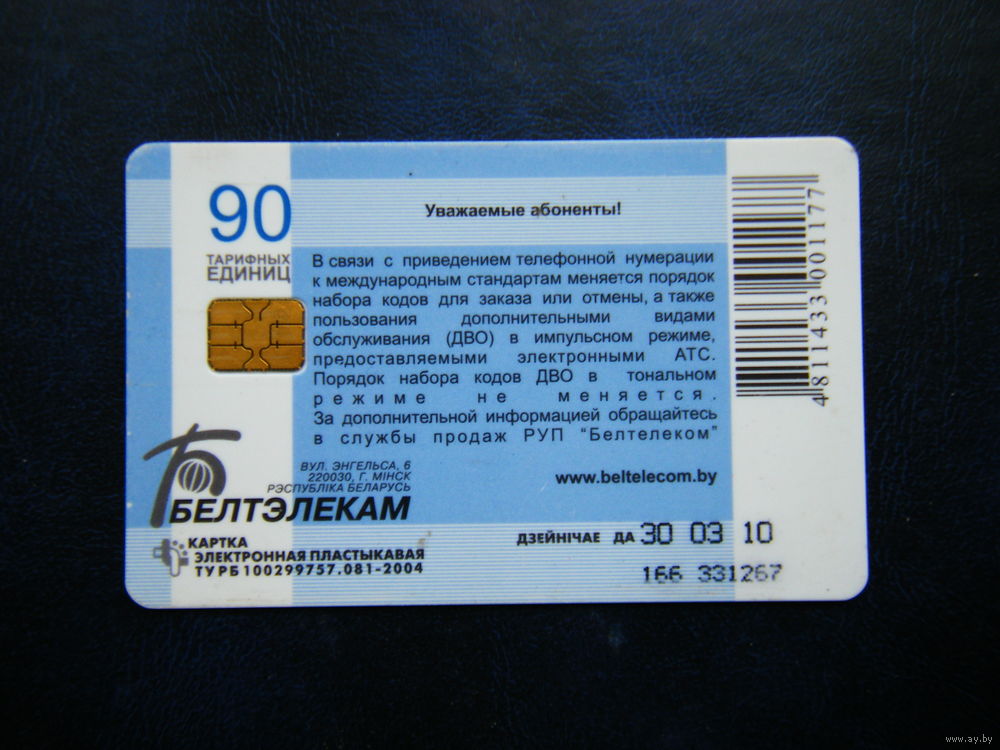 90
ТАРИФНЫХ
ЕДИНИЦ
Уважаемые абоненты!
В связи с приведением телефонной нумерации
к международным стандартам меняется порядок
набора кодов для заказа или отмены, а также
пользования дополнительными видами
обслуживания (ДВО) в импульсном режиме,
предоставляемыми электронными АТС.
Порядок набора кодов ДВО в тональном
режиме не меняется.
За дополнительной информацией обращайтесь
в службы продаж РУП "Белтелеком"
www.beltelecom.by
4 811433 001177
ВУЛ. ЭНГЕЛЬСА, 6
220030, Г. МІНСК
РЭСПУБЛІКА БЕЛАРУСЬ
БЕЛТЭЛЕКАМ
КАРТКА
ЭЛЕКТРОННАЯ ПЛАСТЫКАВАЯ
ТУ РБ 100299757.081-2004
ДЗЕЙНІЧАЕ ДА 30 03 10
166 331267
www.ay.by